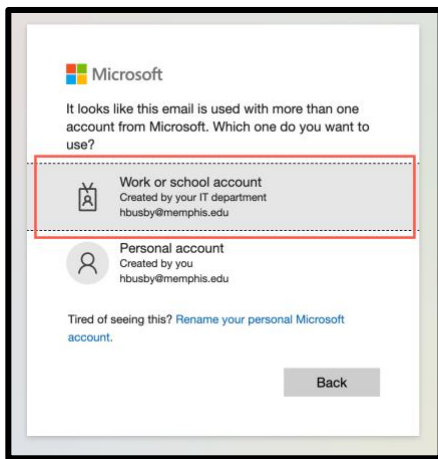 Microsoft
It looks like this email is used with more than one
account from Microsoft. Which one do you want to
use?
Work or school account
Created by your IT department
hbusby@memphis.edu
Personal account
Created by you
hbusby@memphis.edu
Tired of seeing this? Rename your personal Microsoft
account.
Back